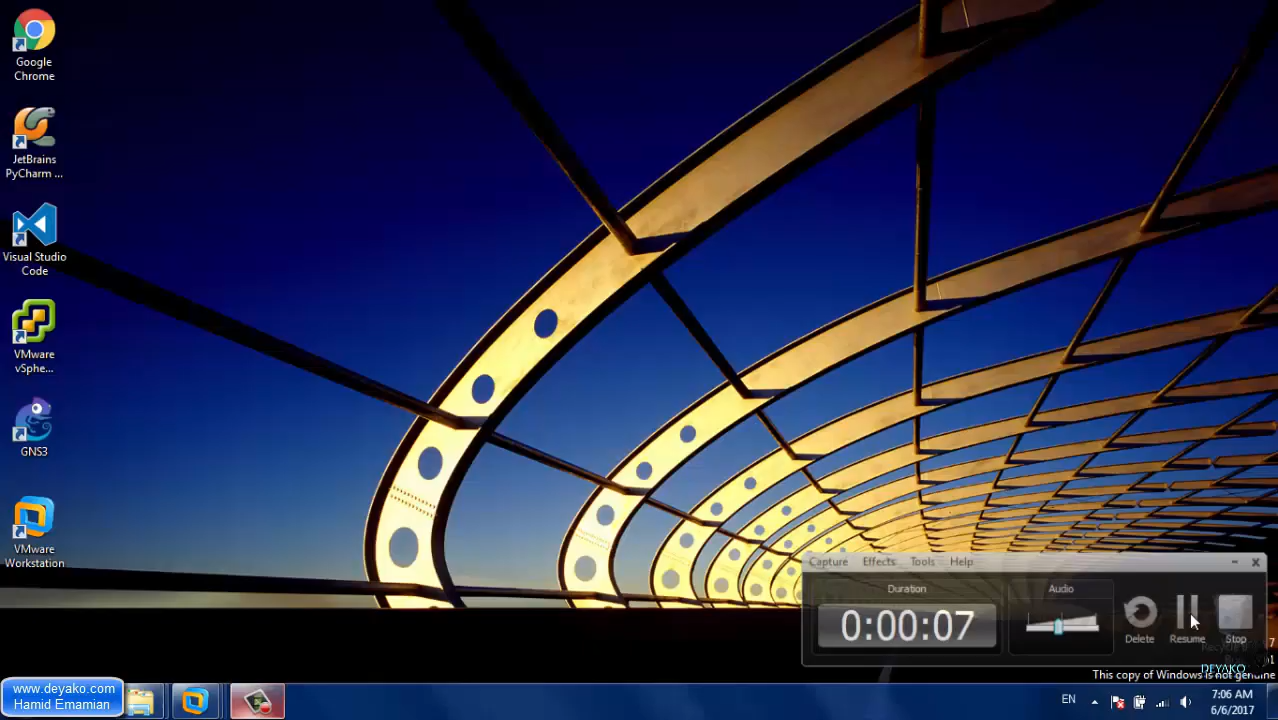 Google
Chrome
JetBrains
PyCharm ...
Visual Studio
Code
VMware
vSphe...
GNS3
VMware
Workstation
Capture Effects Tools Help
Duration
Audio
0:00:07
Delete
Resume
Stop
DEYAKO
This copy of Windows is not genuine
www.deyako.com
Hamid Emamian
EN
7:06 AM
6/6/2017